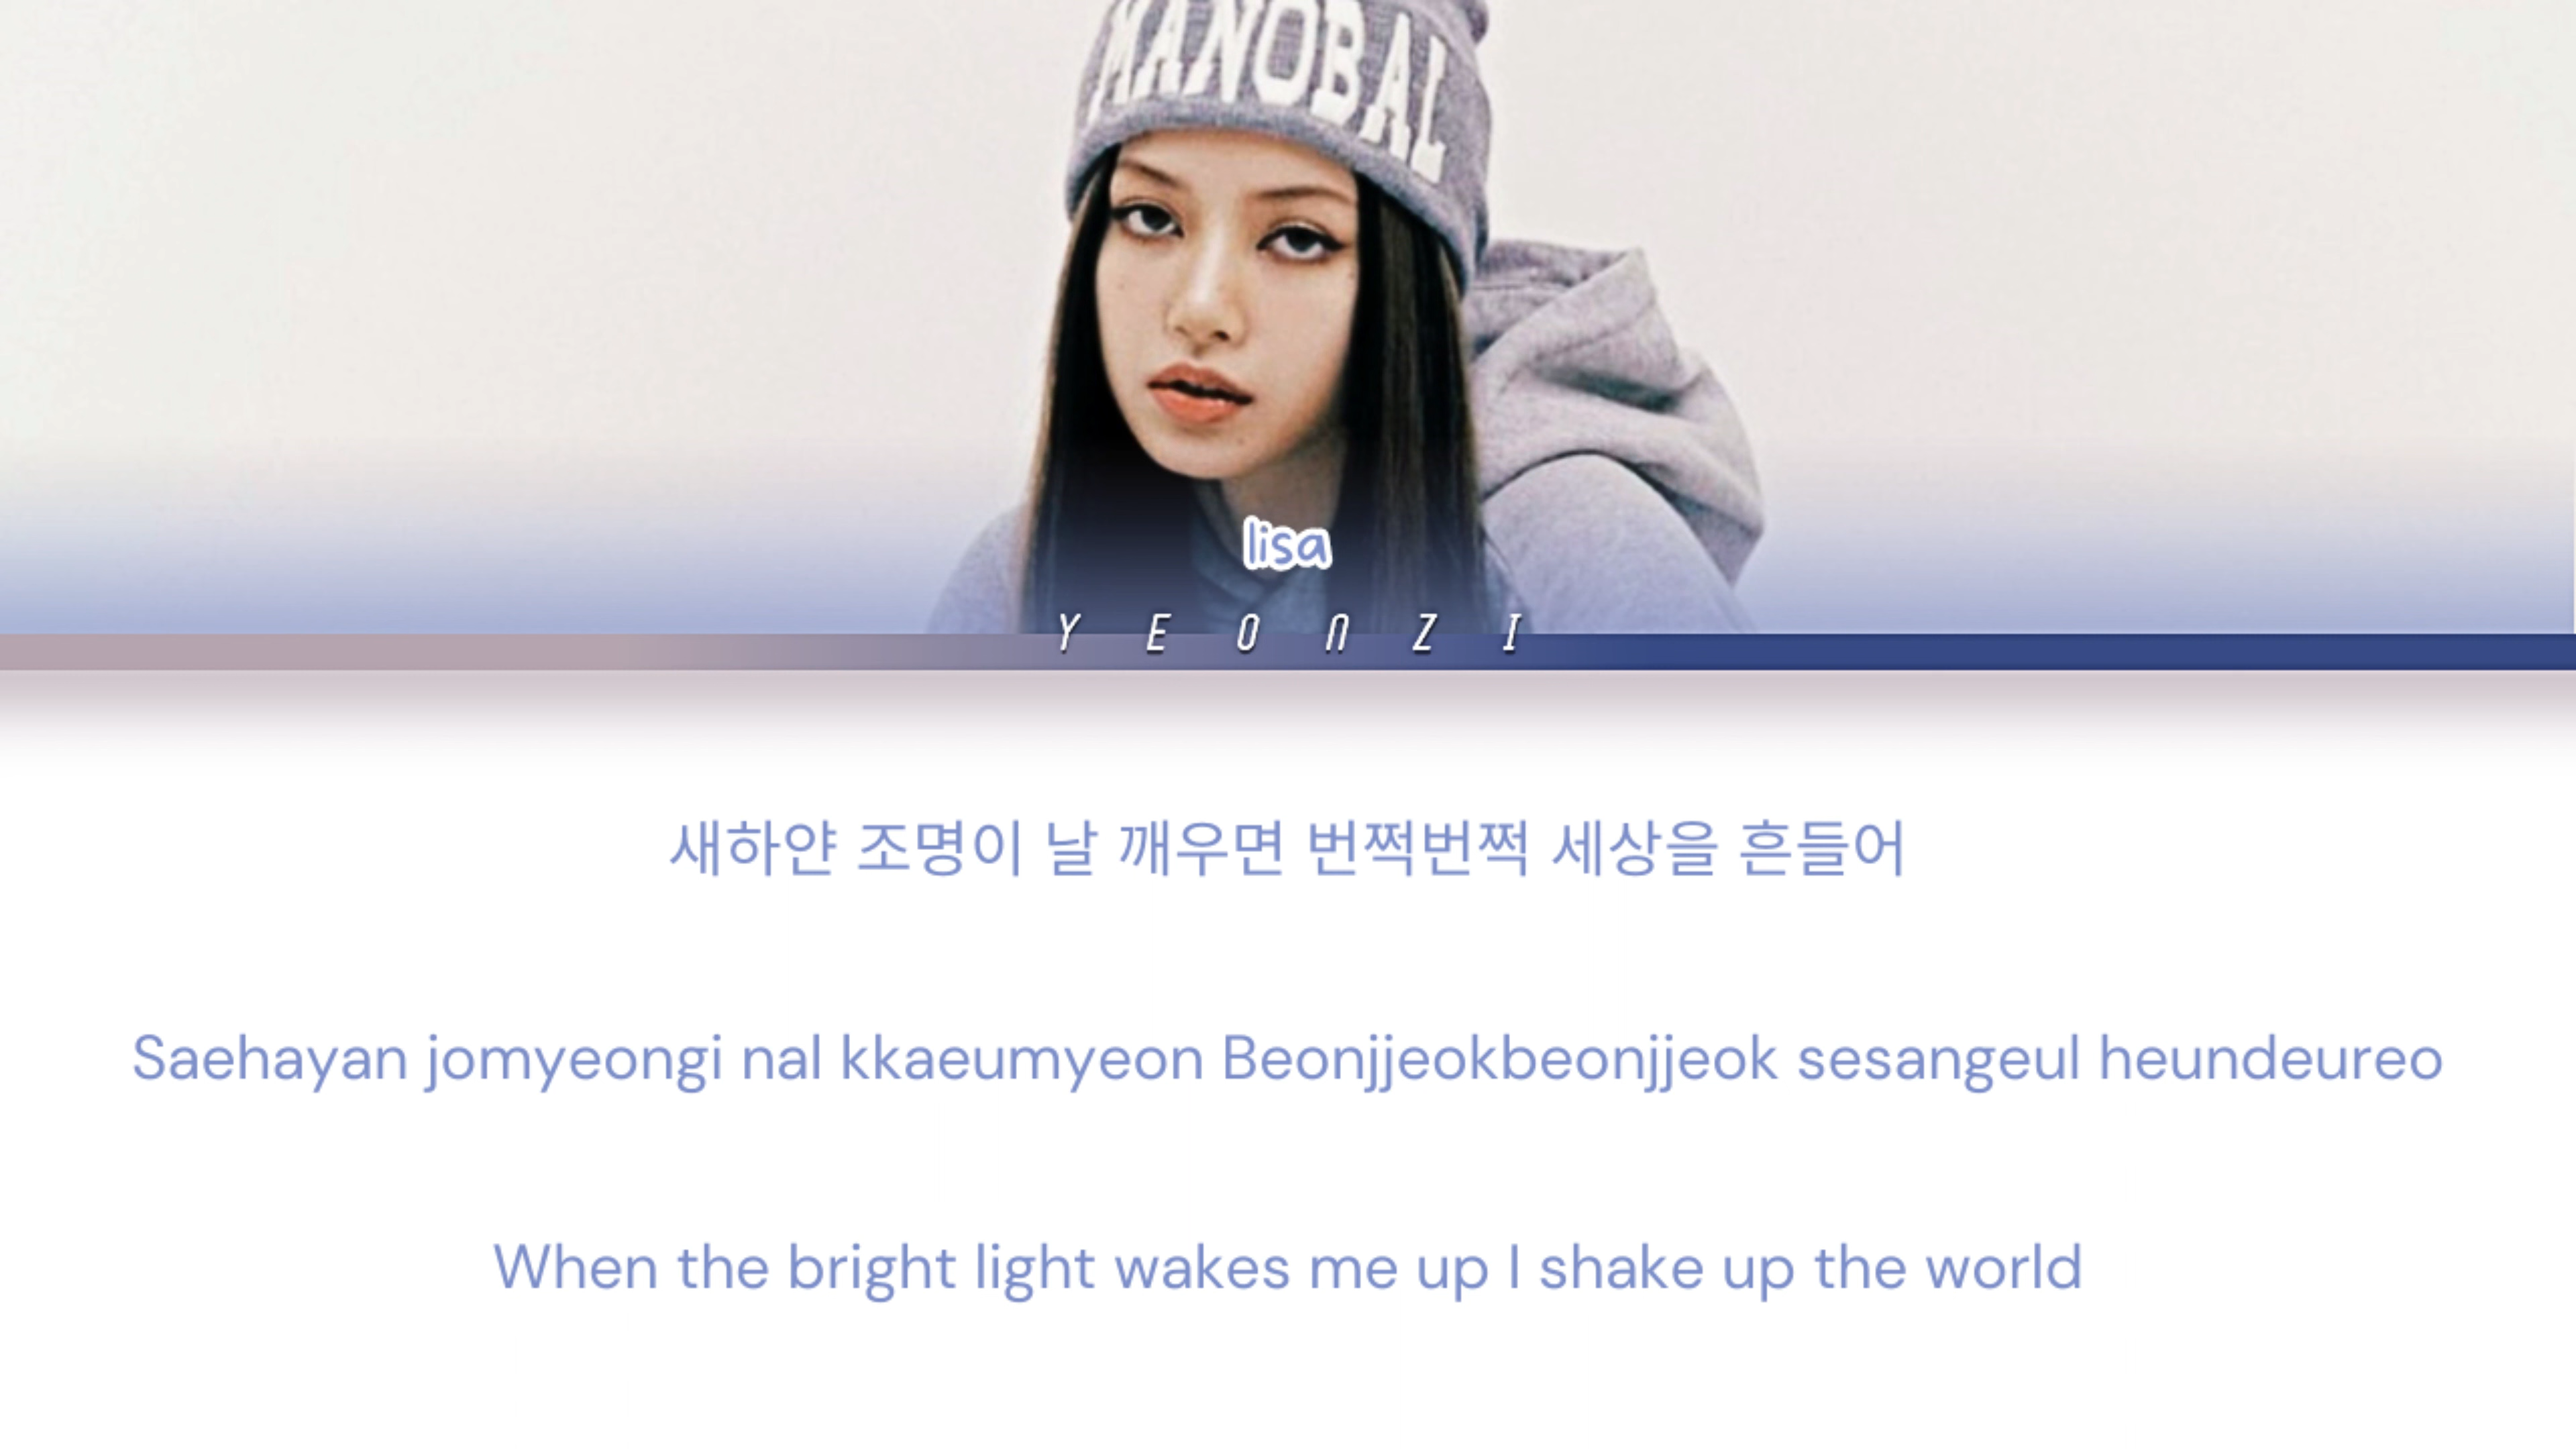 MANOBAL
lisa
YEONZI
새하얀 조명이 날 깨우면 번쩍번쩍 세상을 흔들어
Saehayan jomyeongi nal kkaeumyeon Beonjjeokbeonjjeok sesangeul heundeureo
When the bright light wakes me up I shake up the world